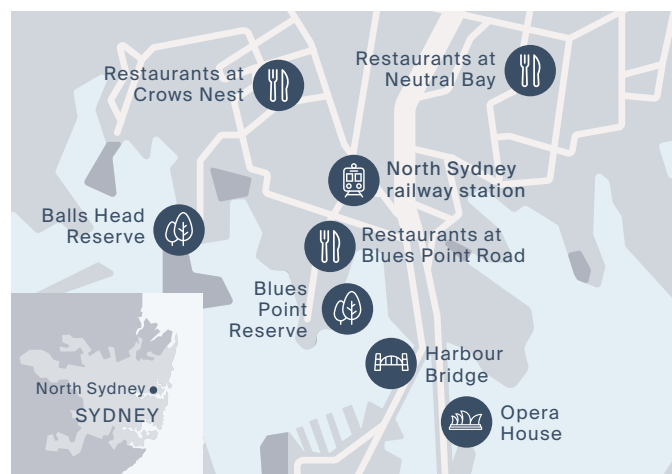 Restaurants at
Crows Nest
Restaurants at
Neutral Bay
North Sydney
railway station
Balls Head
Reserve
Restaurants at
Blues Point Road
Blues
Point
Reserve
Harbour
Bridge
North Sydney
SYDNEY
Opera
House